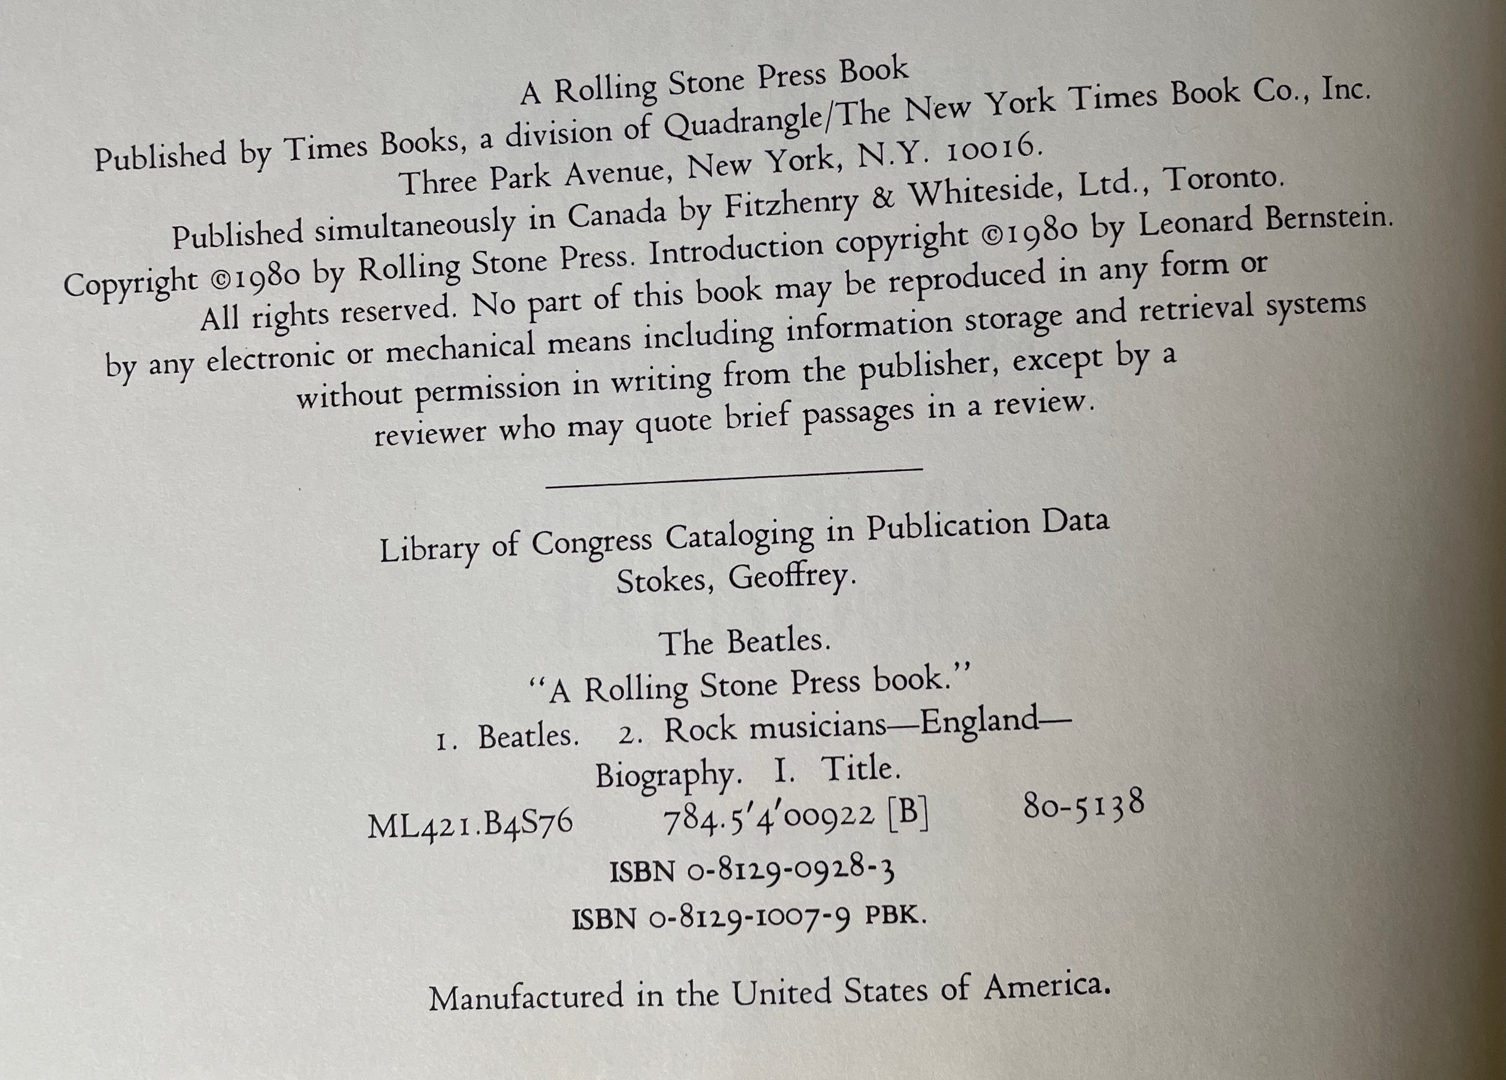 A Rolling Stone Press Book
Published by Times Books, a division of Quadrangle/The New York Times Book Co., Inc.
Three Park Avenue, New York, N.Y. 10016.
Published simultaneously in Canada by Fitzhenry & Whiteside, Ltd., Toronto.
Copyright ©1980 by Rolling Stone Press. Introduction copyright ©1980 by Leonard Bernstein.
All rights reserved. No part of this book may be reproduced in any form or
by any electronic or mechanical means including information storage and retrieval systems
without permission in writing from the publisher, except by a
reviewer who may quote brief passages in a review.
Library of Congress Cataloging in Publication Data
Stokes, Geoffrey.
The Beatles.
“A Rolling Stone Press book.”
1. Beatles. 2. Rock musicians—England—
Biography. I. Title.
ML421.B4S76 784.5′4′00922 [B] 80-5138
ISBN 0-8129-0928-3
ISBN 0-8129-1007-9 PBK.
Manufactured in the United States of America.